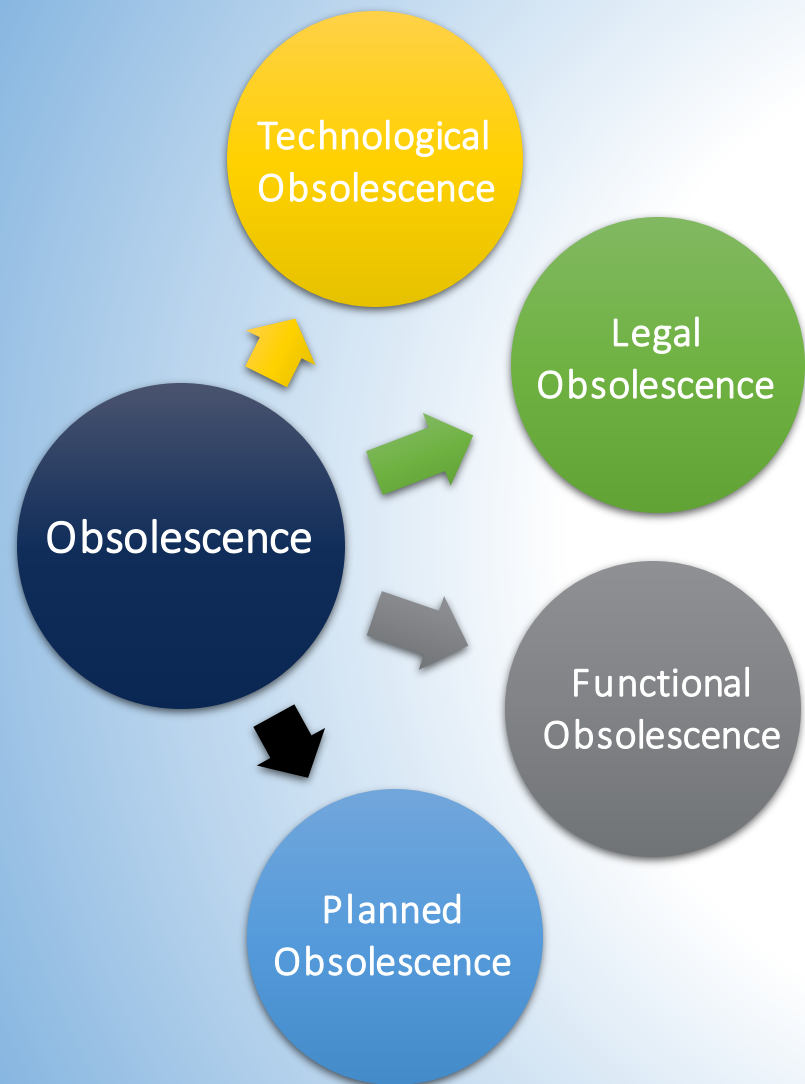 Technological
Obsolescence
Legal
Obsolescence
Obsolescence
Functional
Obsolescence
Planned
Obsolescence